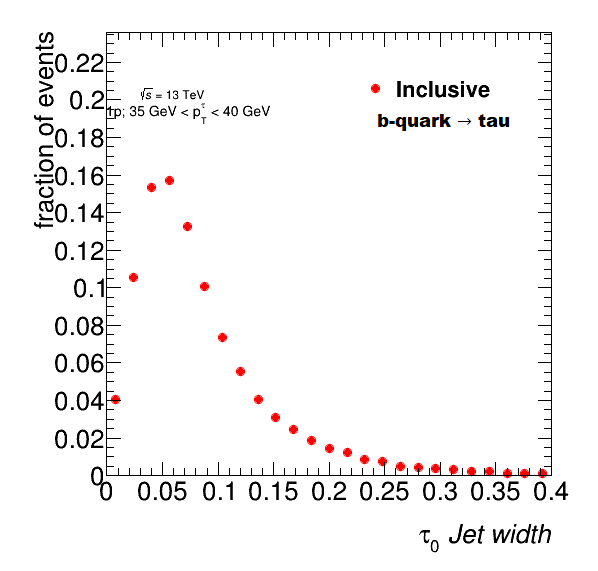 fraction of events
0.22
0.2
0.18
0.16
0.14
0.12
0.1
0.08
0.06
0.04
0.02
0
√s = 13 TeV
1p; 35 GeV < p_T^τ < 40 GeV
Inclusive
b-quark → tau
0 0.05 0.1 0.15 0.2 0.25 0.3 0.35 0.4
τ₀ Jet width